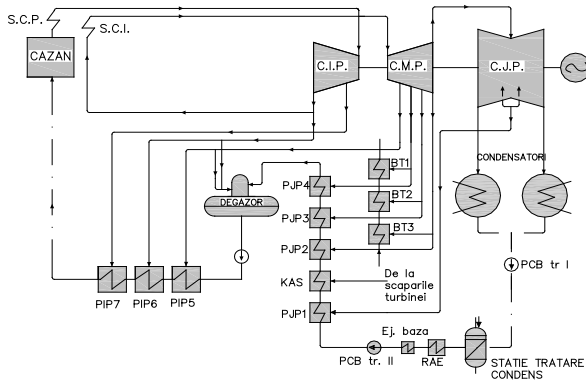 S.C.P.
S.C.I.
CAZAN
C.I.P.
C.M.P.
C.J.P.
CONDENSATORI
BT1
BT2
BT3
PJP4
PJP3
PJP2
KAS
PJP1
DEGAZOR
De la
scaparile
turbinei
PCB tr I
PIP7
PIP6
PIP5
Ej. baza
PCB tr. II
RAE
STATIE TRATARE
CONDENS